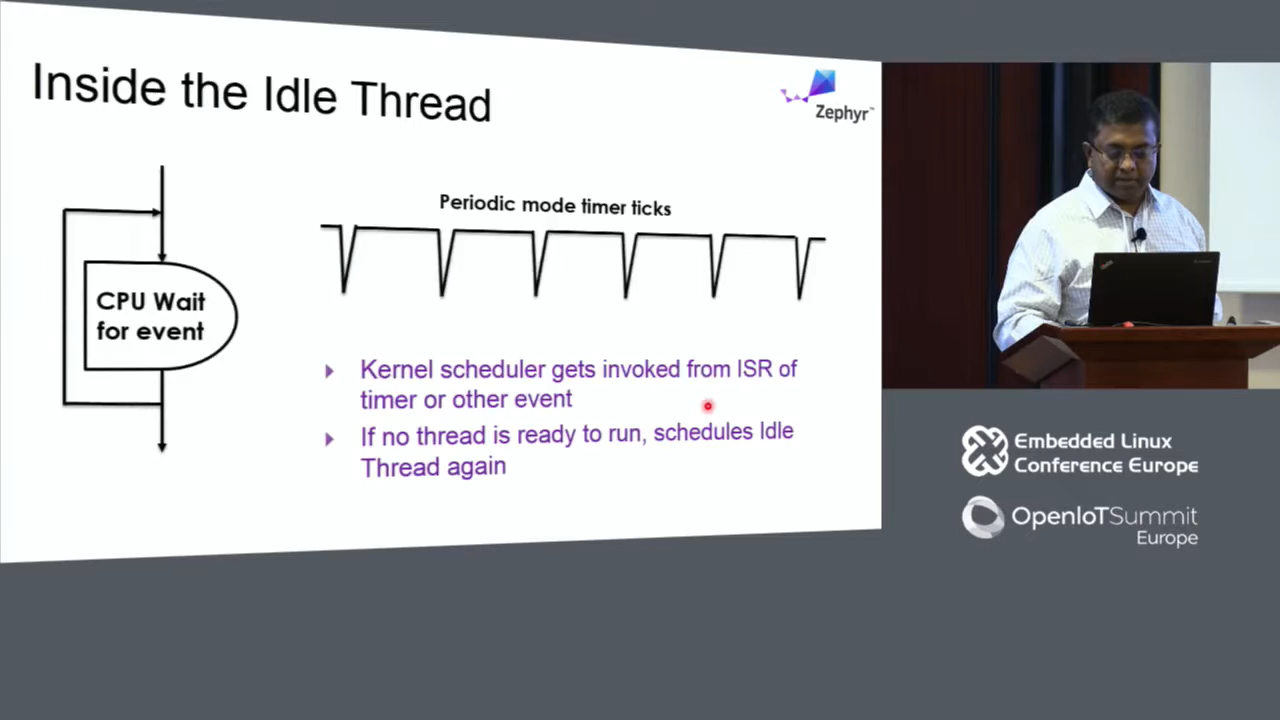 Inside the Idle Thread
Zephyr™
Periodic mode timer ticks
CPU Wait
for event
Kernel scheduler gets invoked from ISR of
timer or other event
If no thread is ready to run, schedules Idle
Thread again
Embedded Linux
Conference Europe
OpenIoTSummit
Europe